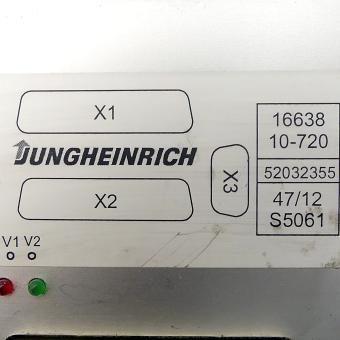 X1
JUNGHEINRICH
X2
X3
16638
10-720
52032355
47/12
S5061
V1 V2